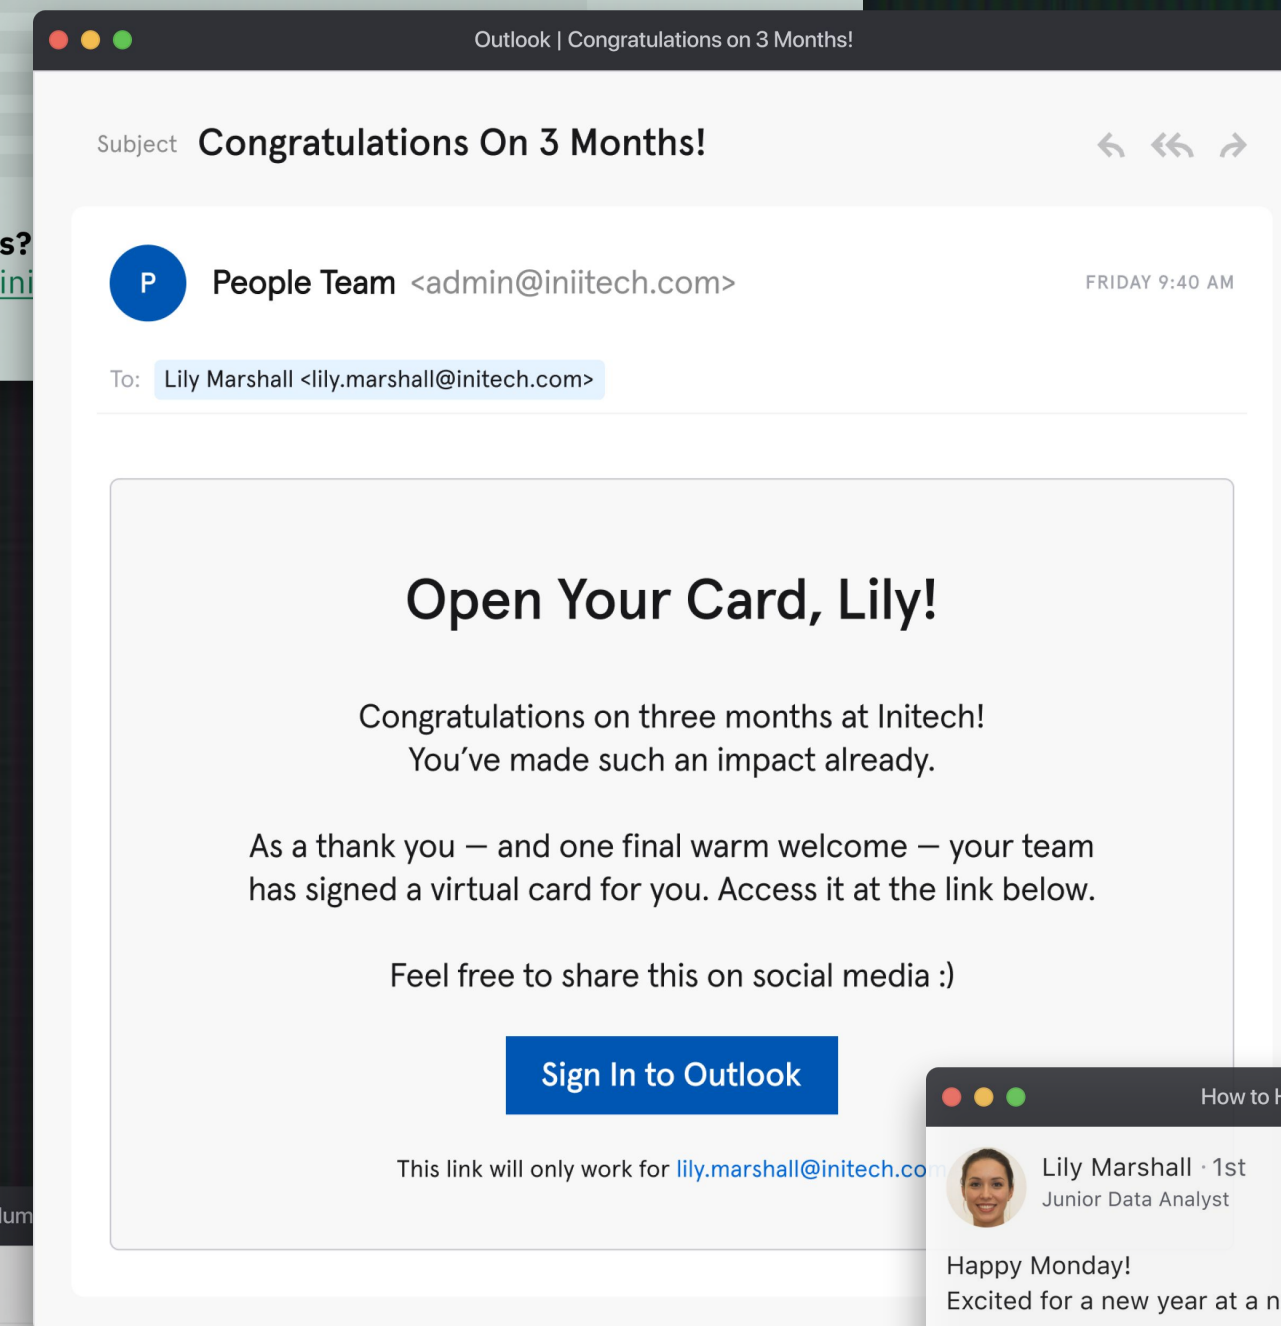 Outlook | Congratulations on 3 Months!
Subject Congratulations On 3 Months!
s?
ini
P
People Team <admin@iniitech.com>
FRIDAY 9:40 AM
To: Lily Marshall <lily.marshall@initech.com>
Open Your Card, Lily!
Congratulations on three months at Initech!
You’ve made such an impact already.
As a thank you — and one final warm welcome — your team
has signed a virtual card for you. Access it at the link below.
Feel free to share this on social media :)
Sign In to Outlook
This link will only work for lily.marshall@initech.com
How to H
Lily Marshall · 1st
Junior Data Analyst
Happy Monday!
Excited for a new year at a n